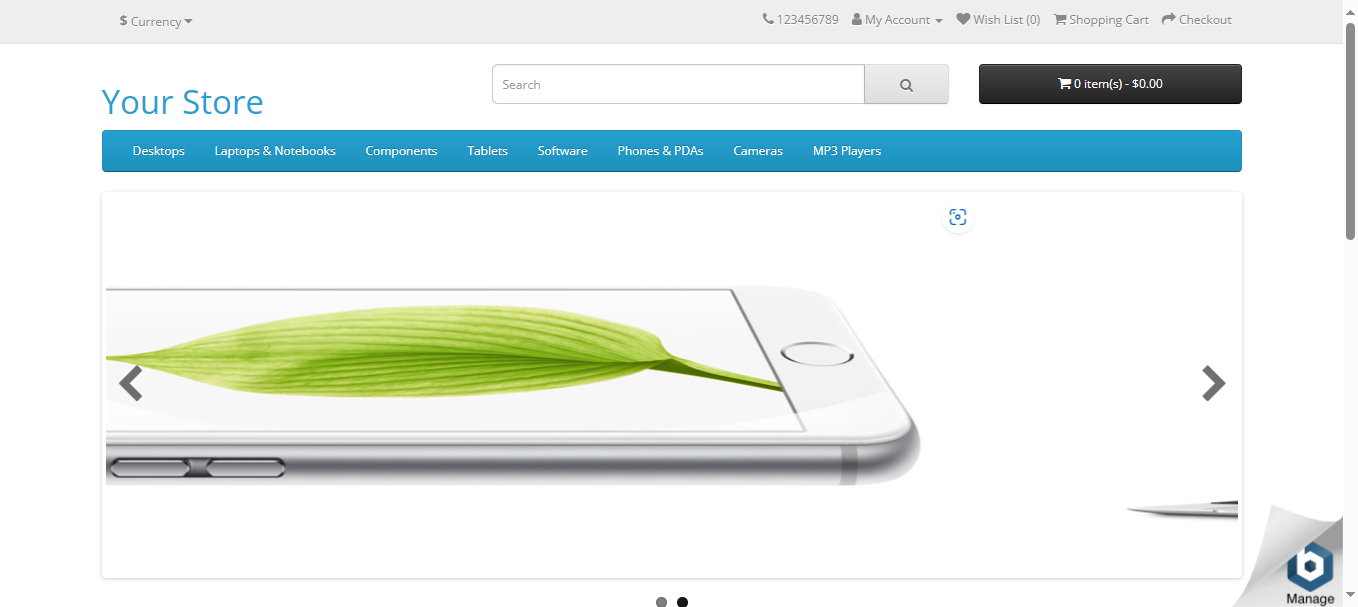 $ Currency
123456789 My Account Wish List (0) Shopping Cart Checkout
Your Store
Search
0 item(s) - $0.00
Desktops Laptops & Notebooks Components Tablets Software Phones & PDAs Cameras MP3 Players
b
Manage